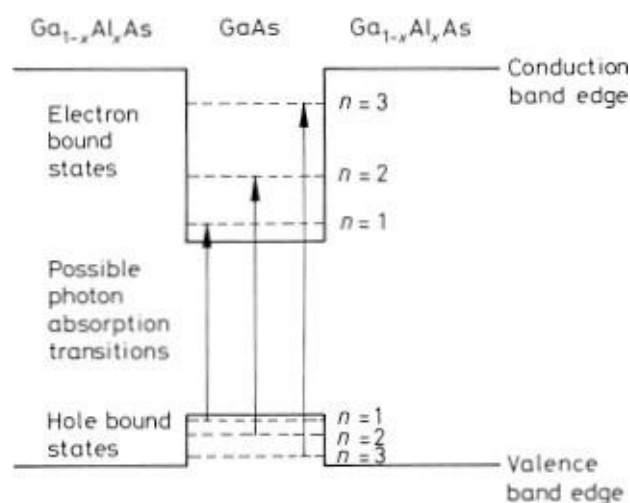 Ga₁₋ₓAlₓAs GaAs Ga₁₋ₓAlₓAs
Conduction
band edge
Electron
bound
states
n = 3
n = 2
n = 1
Possible
photon
absorption
transitions
Hole bound
states
n = 1
n = 2
n = 3
Valence
band edge